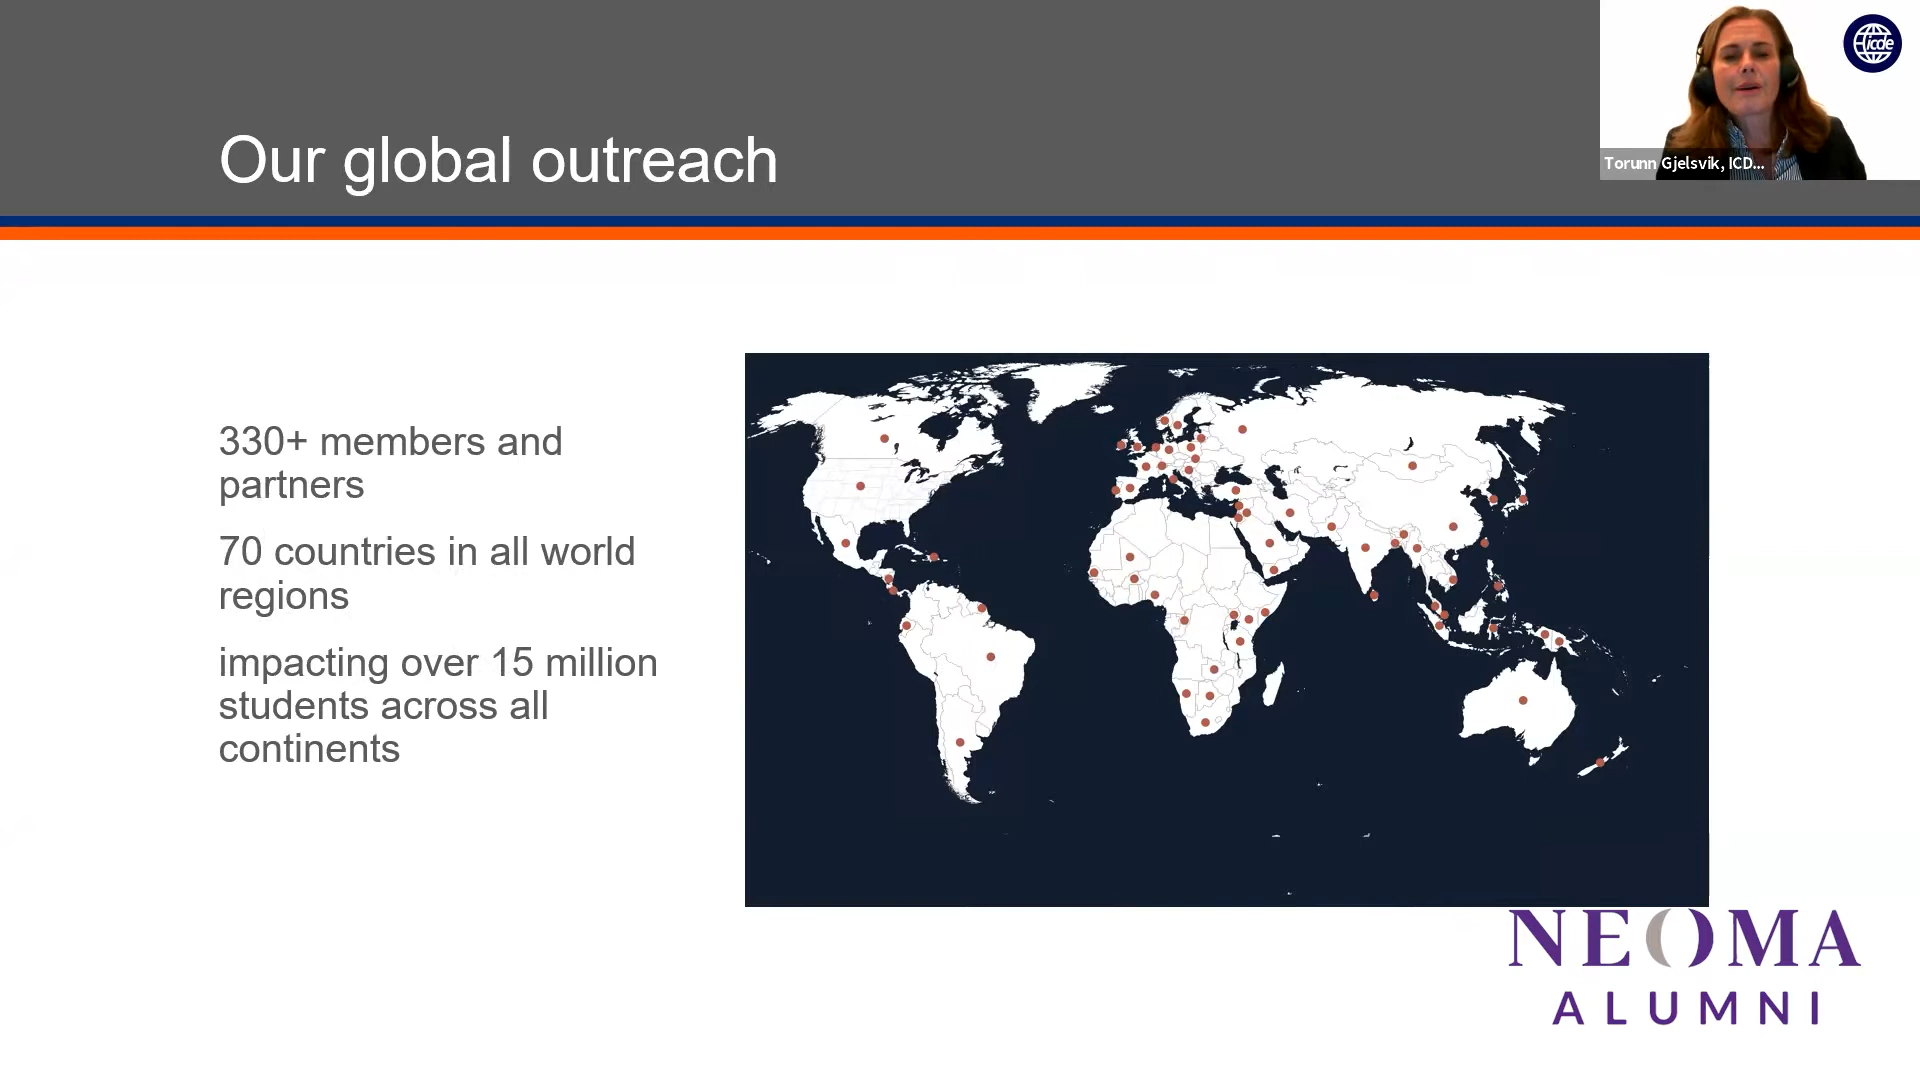 icde
Torunn Gjelsvik, ICD...
Our global outreach
330+ members and
partners
70 countries in all world
regions
impacting over 15 million
students across all
continents
NEOMA
ALUMNI